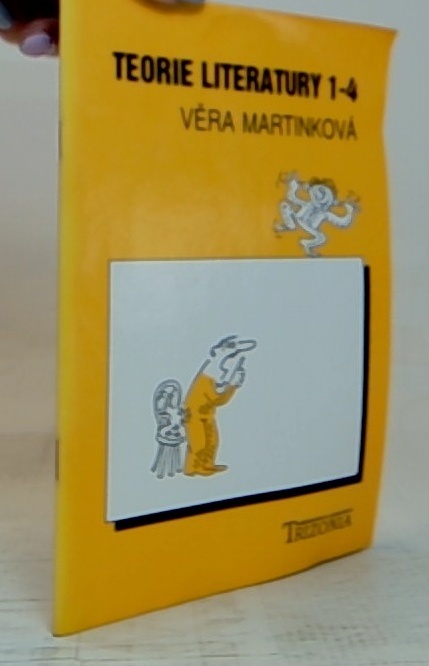 TEORIE LITERATURY 1-4
VĚRA MARTINKOVÁ
TRIZONIA